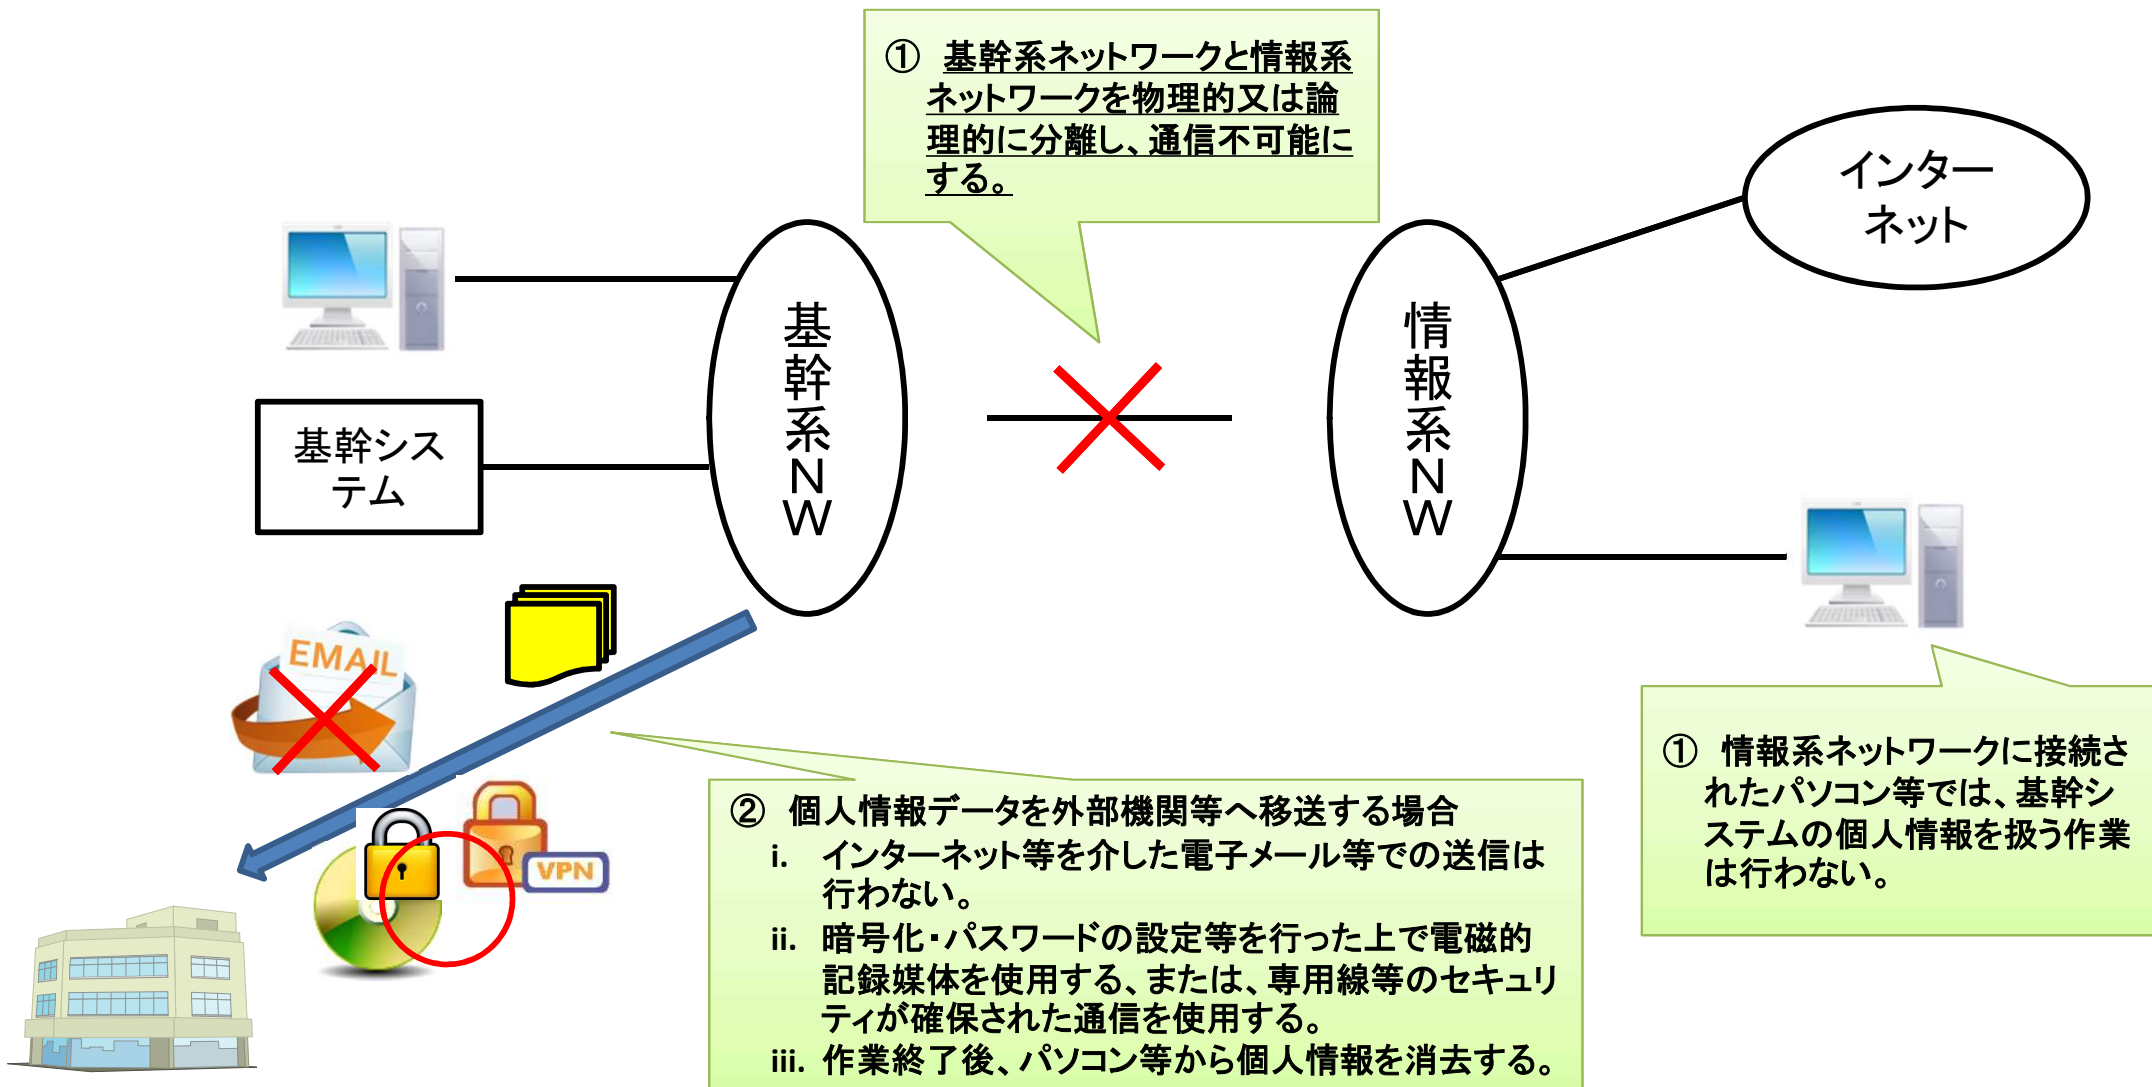 ① 基幹系ネットワークと情報系
ネットワークを物理的又は論
理的に分離し、通信不可能に
する。
インター
ネット
基幹系ＮＷ
情報系ＮＷ
基幹シス
テム
EMAIL
VPN
① 情報系ネットワークに接続さ
れたパソコン等では、基幹シ
ステムの個人情報を扱う作業
は行わない。
② 個人情報データを外部機関等へ移送する場合
i. インターネット等を介した電子メール等での送信は
行わない。
ii. 暗号化・パスワードの設定等を行った上で電磁的
記録媒体を使用する、または、専用線等のセキュリ
ティが確保された通信を使用する。
iii. 作業終了後、パソコン等から個人情報を消去する。